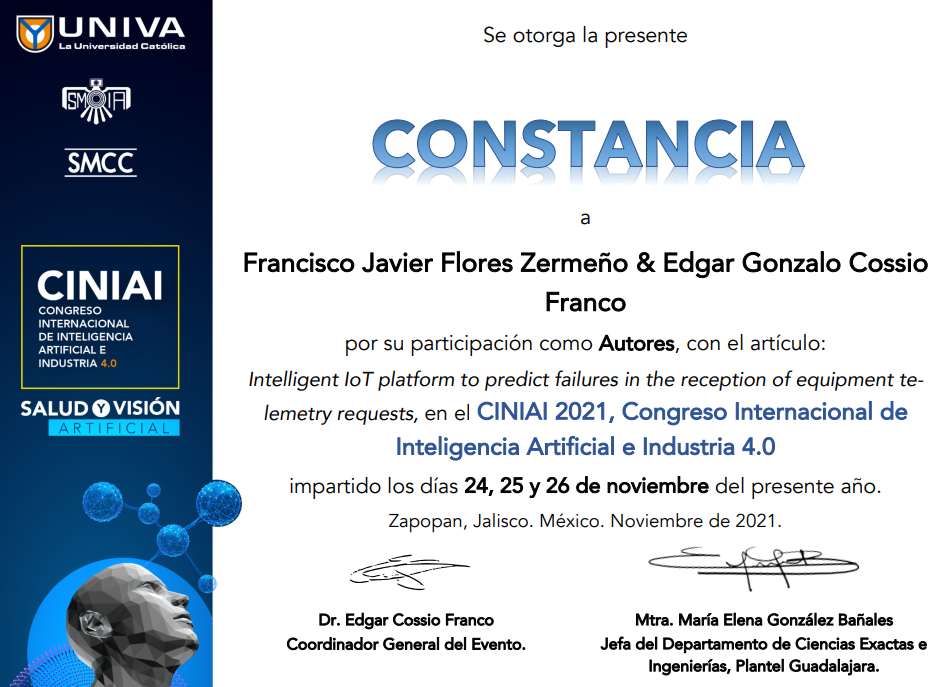 UNIVA
La Universidad Católica
SMIA
SMCC
CINIAI
CONGRESO
INTERNACIONAL
DE INTELIGENCIA
ARTIFICIAL E
INDUSTRIA 4.0
SALUD Y VISIÓN
ARTIFICIAL
Se otorga la presente
CONSTANCIA
a
Francisco Javier Flores Zermeño & Edgar Gonzalo Cossio
Franco
por su participación como Autores, con el artículo:
Intelligent IoT platform to predict failures in the reception of equipment te-
lemetry requests, en el CINIAI 2021, Congreso Internacional de
Inteligencia Artificial e Industria 4.0
impartido los días 24, 25 y 26 de noviembre del presente año.
Zapopan, Jalisco. México. Noviembre de 2021.
Dr. Edgar Cossio Franco
Coordinador General del Evento.
Mtra. María Elena González Bañales
Jefa del Departamento de Ciencias Exactas e
Ingenierías, Plantel Guadalajara.